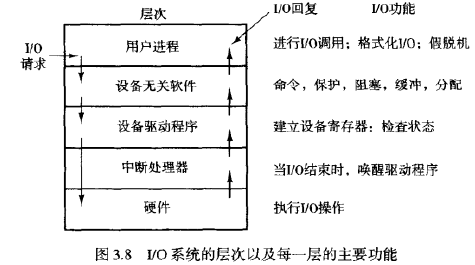 层次
I/O回复
I/O功能
I/O
请求
用户进程
进行I/O调用；格式化I/O；假脱机
设备无关软件
命令，保护，阻塞，缓冲，分配
设备驱动程序
建立设备寄存器；检查状态
中断处理器
当I/O结束时，唤醒驱动程序
硬件
执行I/O操作
图 3.8 I/O 系统的层次以及每一层的主要功能